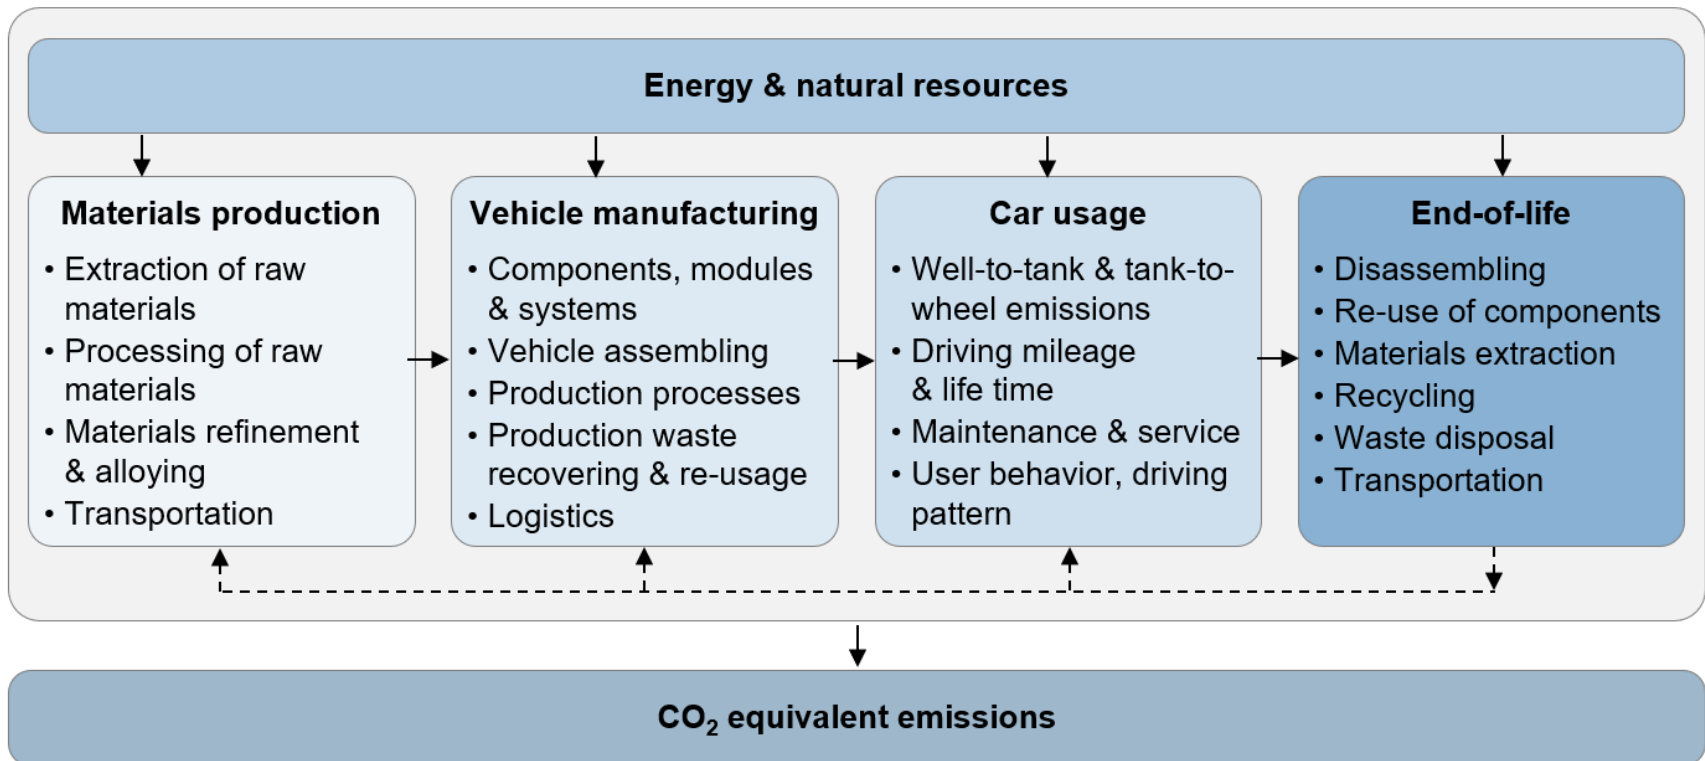 Energy & natural resources
Materials production
• Extraction of raw
materials
• Processing of raw
materials
• Materials refinement
& alloying
• Transportation
Vehicle manufacturing
• Components, modules
& systems
• Vehicle assembling
• Production processes
• Production waste
recovering & re-usage
• Logistics
Car usage
• Well-to-tank & tank-to-
wheel emissions
• Driving mileage
& life time
• Maintenance & service
• User behavior, driving
pattern
End-of-life
• Disassembling
• Re-use of components
• Materials extraction
• Recycling
• Waste disposal
• Transportation
CO₂ equivalent emissions